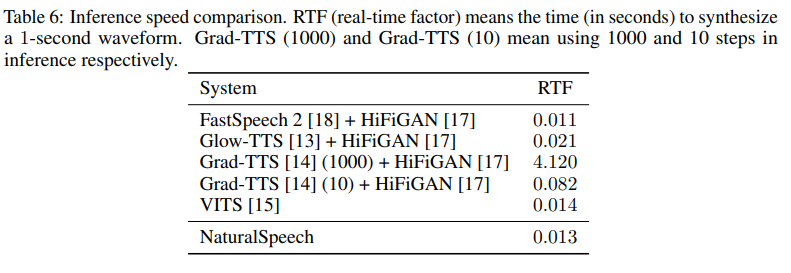 Table 6: Inference speed comparison. RTF (real-time factor) means the time (in seconds) to synthesize
a 1-second waveform. Grad-TTS (1000) and Grad-TTS (10) mean using 1000 and 10 steps in
inference respectively.
System RTF
FastSpeech 2 [18] + HiFiGAN [17] 0.011
Glow-TTS [13] + HiFiGAN [17] 0.021
Grad-TTS [14] (1000) + HiFiGAN [17] 4.120
Grad-TTS [14] (10) + HiFiGAN [17] 0.082
VITS [15] 0.014
NaturalSpeech 0.013